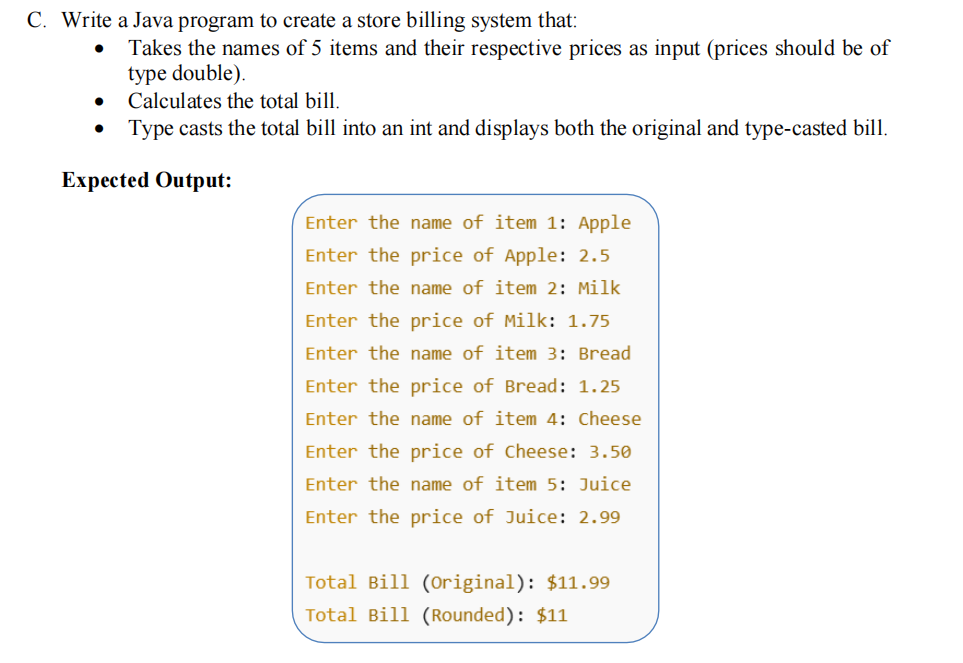 C. Write a Java program to create a store billing system that:
• Takes the names of 5 items and their respective prices as input (prices should be of
type double).
• Calculates the total bill.
• Type casts the total bill into an int and displays both the original and type-casted bill.
Expected Output:
Enter the name of item 1: Apple
Enter the price of Apple: 2.5
Enter the name of item 2: Milk
Enter the price of Milk: 1.75
Enter the name of item 3: Bread
Enter the price of Bread: 1.25
Enter the name of item 4: Cheese
Enter the price of Cheese: 3.50
Enter the name of item 5: Juice
Enter the price of Juice: 2.99
Total Bill (Original): $11.99
Total Bill (Rounded): $11